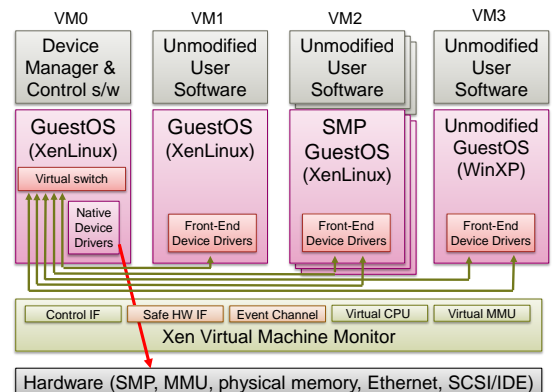 VM0
VM1
VM2
VM3
Device
Manager &
Control s/w
Unmodified
User
Software
Unmodified
User
Software
Unmodified
User
Software
GuestOS
(XenLinux)
Virtual switch
Native
Device
Drivers
GuestOS
(XenLinux)
Front-End
Device Drivers
SMP
GuestOS
(XenLinux)
Front-End
Device Drivers
Unmodified
GuestOS
(WinXP)
Front-End
Device Drivers
Control IF
Safe HW IF
Event Channel
Virtual CPU
Virtual MMU
Xen Virtual Machine Monitor
Hardware (SMP, MMU, physical memory, Ethernet, SCSI/IDE)